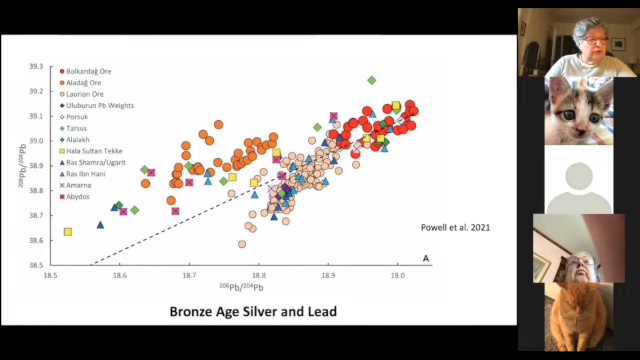 39.3
39.2
39.1
39.0
38.9
38.8
38.7
38.6
38.5
²⁰⁸Pb/²⁰⁴Pb
Bolkardağ Ore
Aladağ Ore
Laurion Ore
Uluburun Pb Weights
Porsuk
Tarsus
Alalakh
Hala Sultan Tekke
Ras Shamra/Ugarit
Ras Ibn Hani
Amarna
Abydos
Powell et al. 2021
A
18.5 18.6 18.7 18.8 18.9 19.0
²⁰⁶Pb/²⁰⁴Pb
Bronze Age Silver and Lead